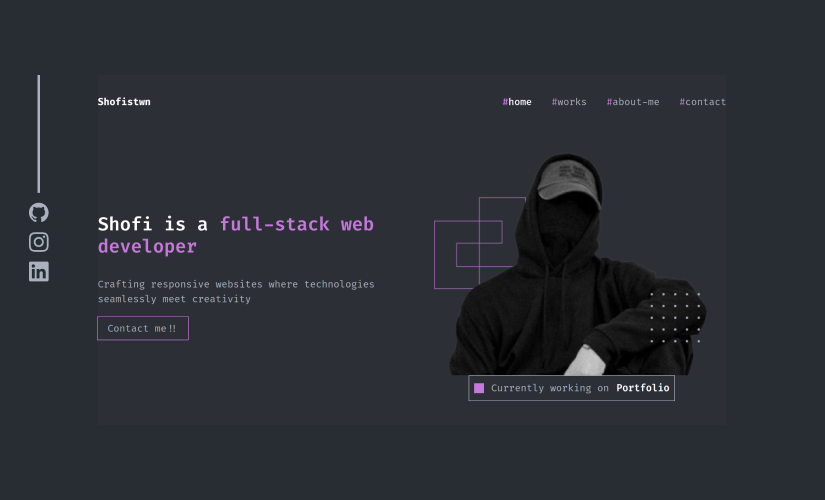 Shofistwn
#home #works #about-me #contact
Shofi is a full-stack web
developer
Crafting responsive websites where technologies
seamlessly meet creativity
Contact me!!
Currently working on Portfolio